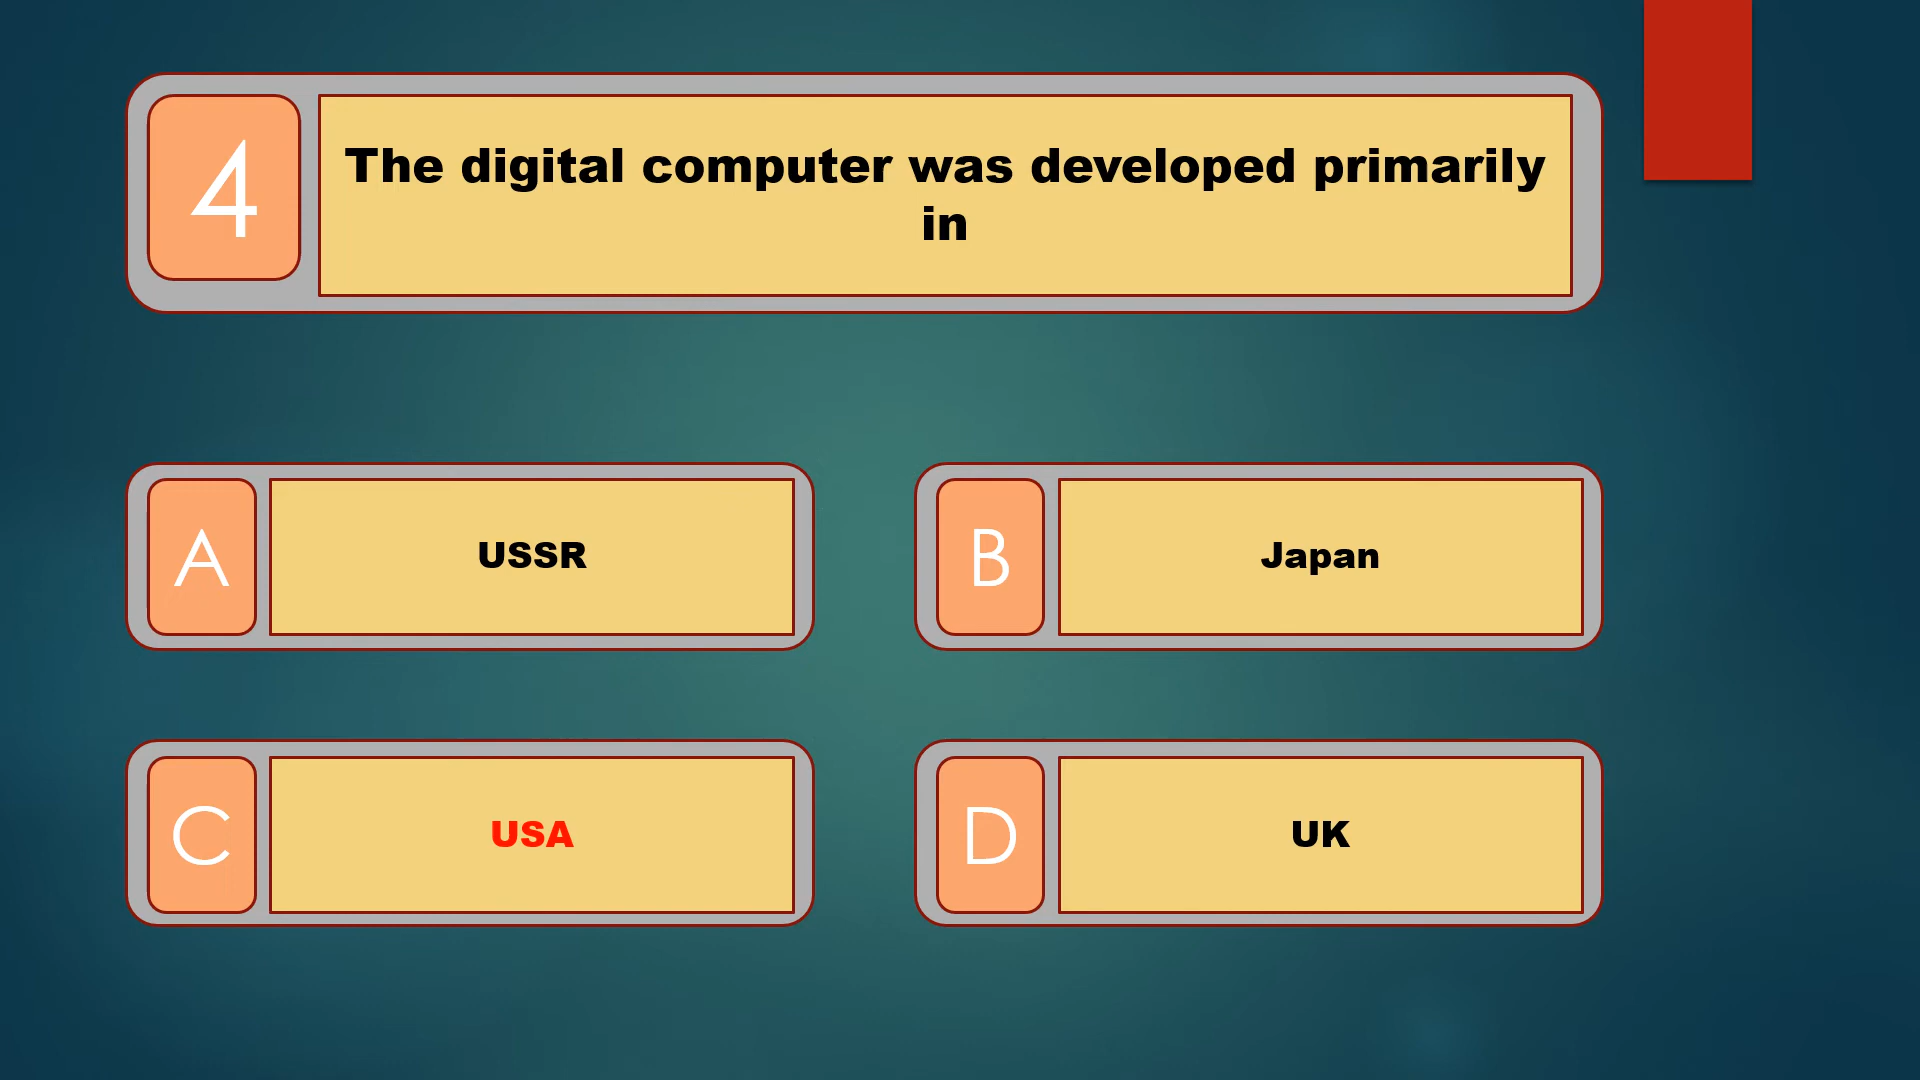 4
The digital computer was developed primarily
in
A
USSR
B
Japan
C
USA
D
UK